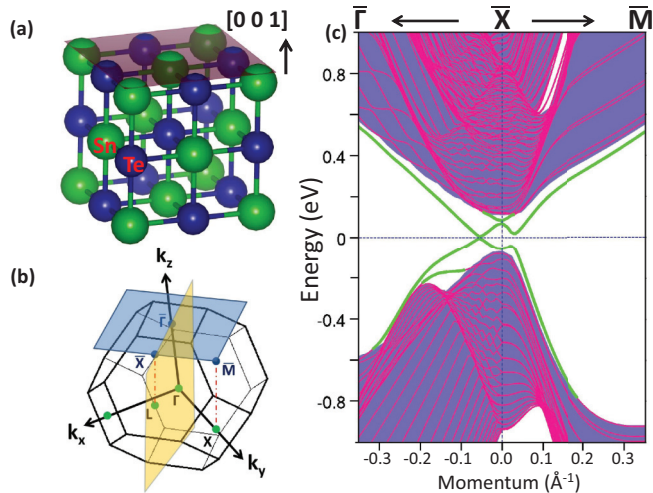 (a)
[0 0 1]
Sn
Te
(b)
k_z
Γ̅
X̅
M̅
L
Γ
X
k_x
k_y
(c)
Γ̅ ← X̅ → M̅
Energy (eV)
0.8
0.4
0
-0.4
-0.8
-0.3 -0.2 -0.1 0.0 0.1 0.2 0.3
Momentum (Å⁻¹)